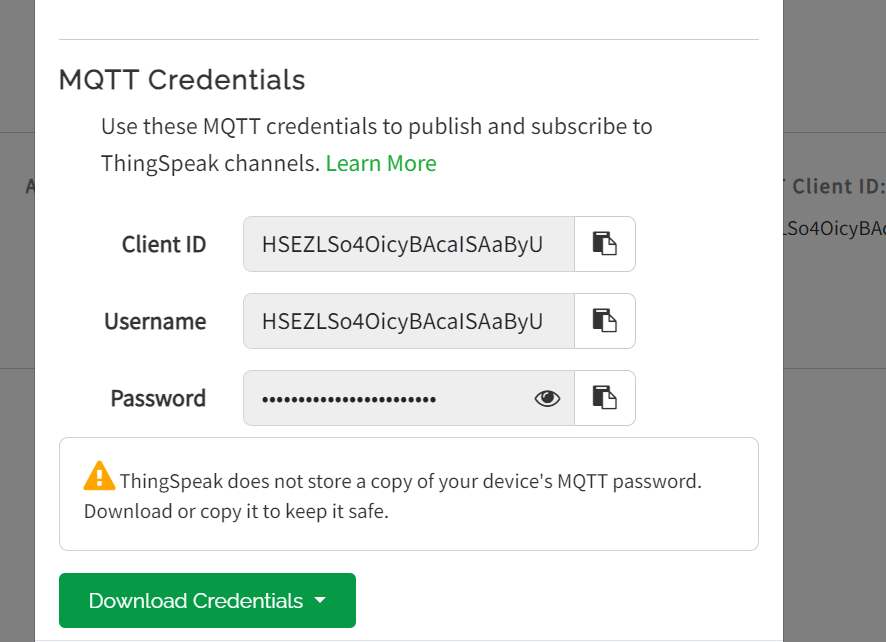 MQTT Credentials
Use these MQTT credentials to publish and subscribe to
ThingSpeak channels. Learn More
Client ID:
Client ID HSEZLSo4OicyBAcaISAaByU
Username HSEZLSo4OicyBAcaISAaByU
Password ••••••••••••••••••••••••
ThingSpeak does not store a copy of your device's MQTT password.
Download or copy it to keep it safe.
Download Credentials